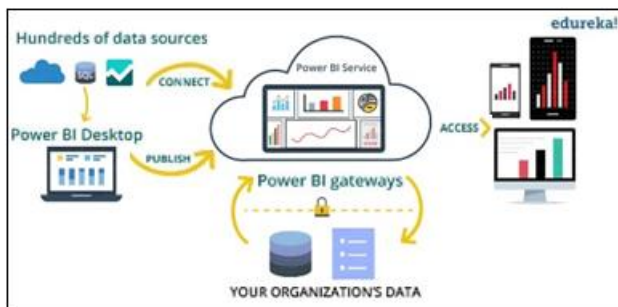 edureka!
Hundreds of data sources
SQL
CONNECT
Power BI Service
Power BI Desktop
PUBLISH
ACCESS
Power BI gateways
YOUR ORGANIZATION'S DATA